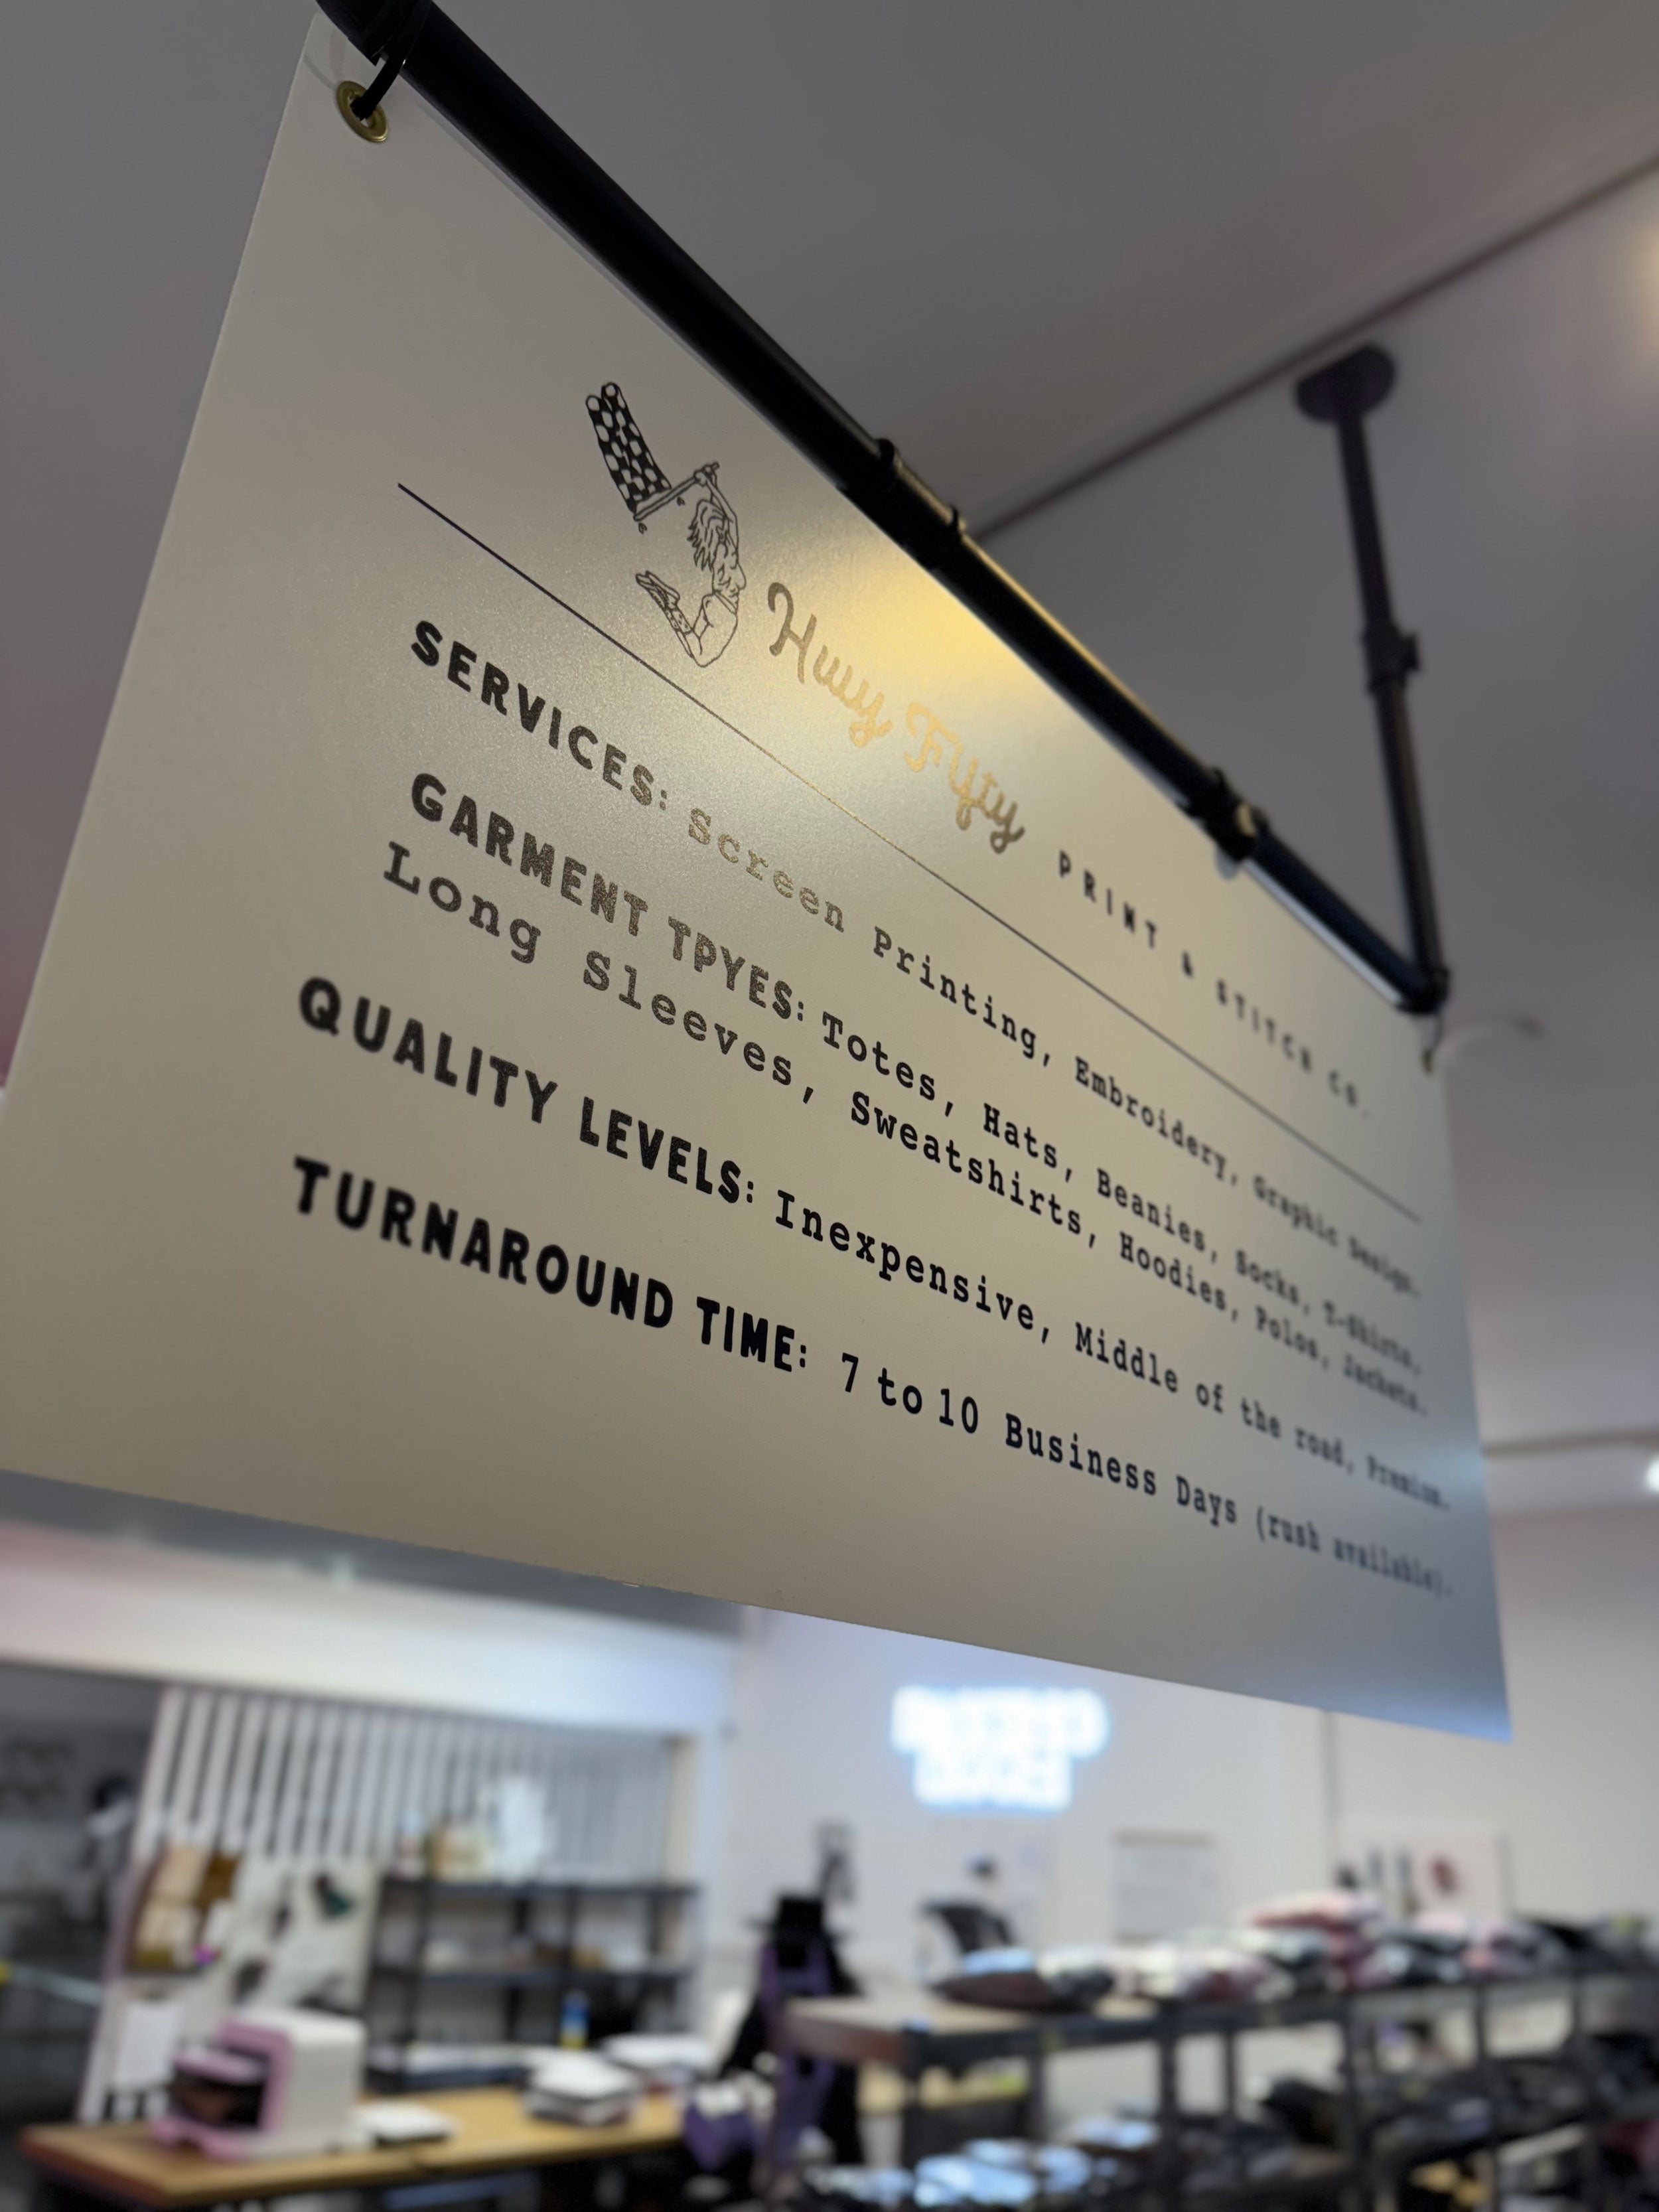 Hwy Fifty PRINT & STITCH CO.
SERVICES: Screen Printing, Embroidery, Graphic Design.
GARMENT TPYES: Totes, Hats, Beanies, Socks, T-Shirts,
Long Sleeves, Sweatshirts, Hoodies, Polos, Jackets.
QUALITY LEVELS: Inexpensive, Middle of the road, Premium.
TURNAROUND TIME: 7 to 10 Business Days (rush available).